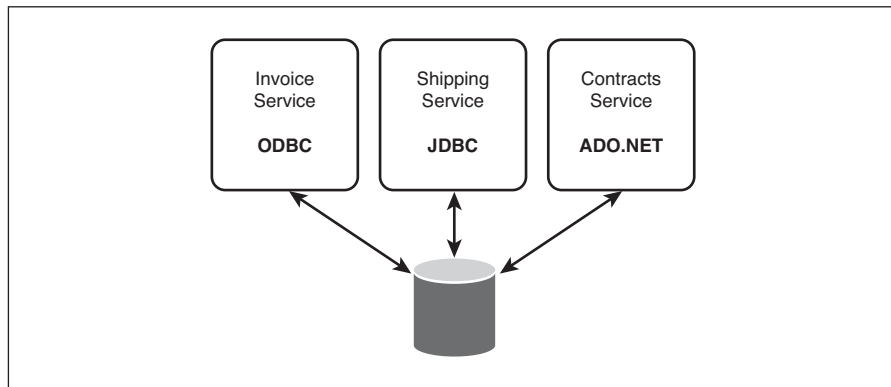 Invoice
Service
ODBC
Shipping
Service
JDBC
Contracts
Service
ADO.NET